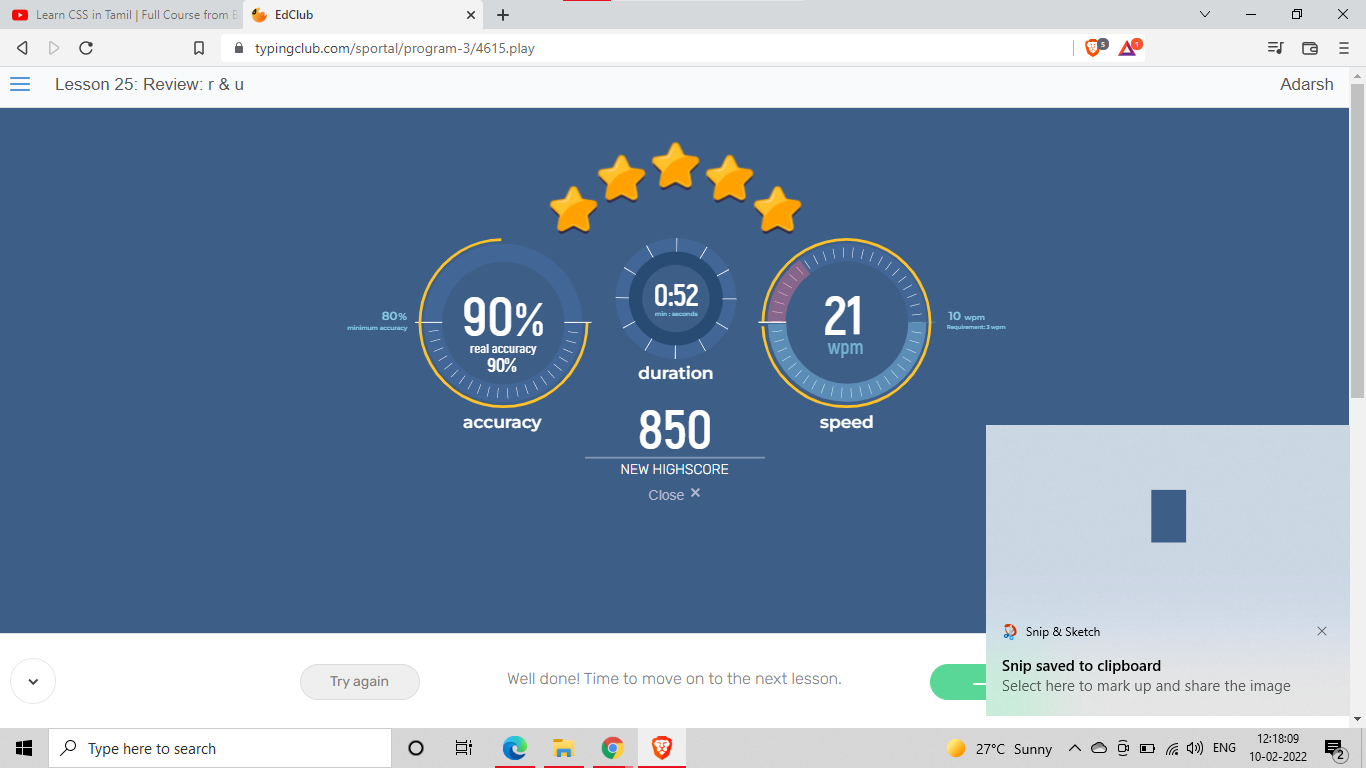 Learn CSS in Tamil | Full Course from B
EdClub
typingclub.com/sportal/program-3/4615.play
5
1
Lesson 25: Review: r & u
Adarsh
80%
minimum accuracy
90%
real accuracy
90%
accuracy
0:52
min : seconds
duration
21
wpm
speed
10 wpm
Requirement: 3 wpm
850
NEW HIGHSCORE
Close ×
Snip & Sketch
Snip saved to clipboard
Select here to mark up and share the image
Try again
Well done! Time to move on to the next lesson.
Type here to search
27°C Sunny
ENG
12:18:09
10-02-2022
2